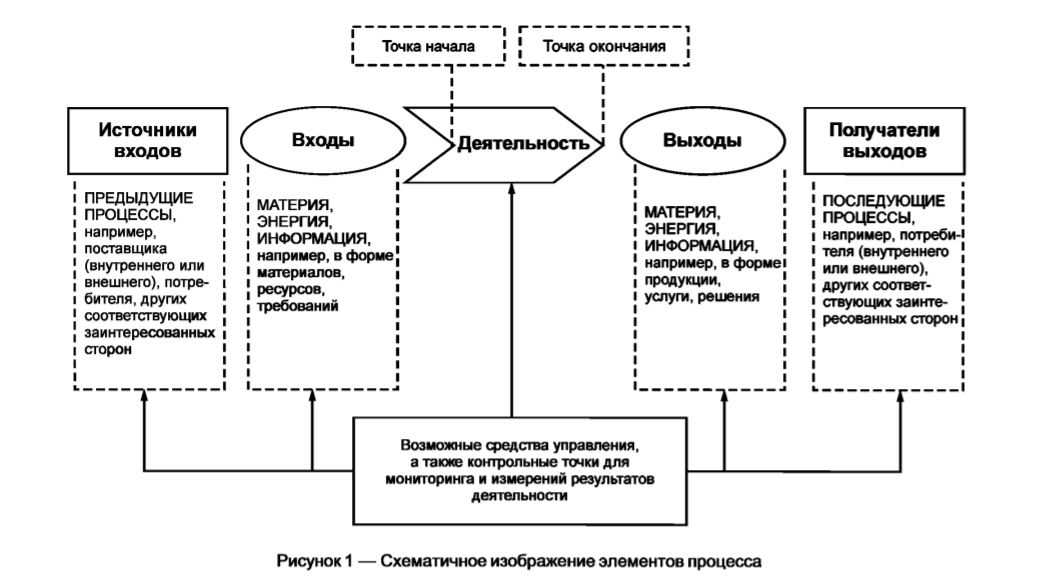 Точка начала
Точка окончания
Источники
входов
Входы
Деятельность
Выходы
Получатели
выходов
ПРЕДЫДУЩИЕ
ПРОЦЕССЫ,
например,
поставщика
(внутреннего или
внешнего), потре-
бителя, других
соответствующих
заинтересованных
сторон
МАТЕРИЯ,
ЭНЕРГИЯ,
ИНФОРМАЦИЯ,
например, в форме
материалов,
ресурсов,
требований
МАТЕРИЯ,
ЭНЕРГИЯ,
ИНФОРМАЦИЯ,
например, в форме
продукции,
услуги, решения
ПОСЛЕДУЮЩИЕ
ПРОЦЕССЫ,
например, потреби-
теля (внутреннего
или внешнего),
других соответ-
ствующих заинте-
ресованных сторон
Возможные средства управления,
а также контрольные точки для
мониторинга и измерений результатов
деятельности
Рисунок 1 — Схематичное изображение элементов процесса